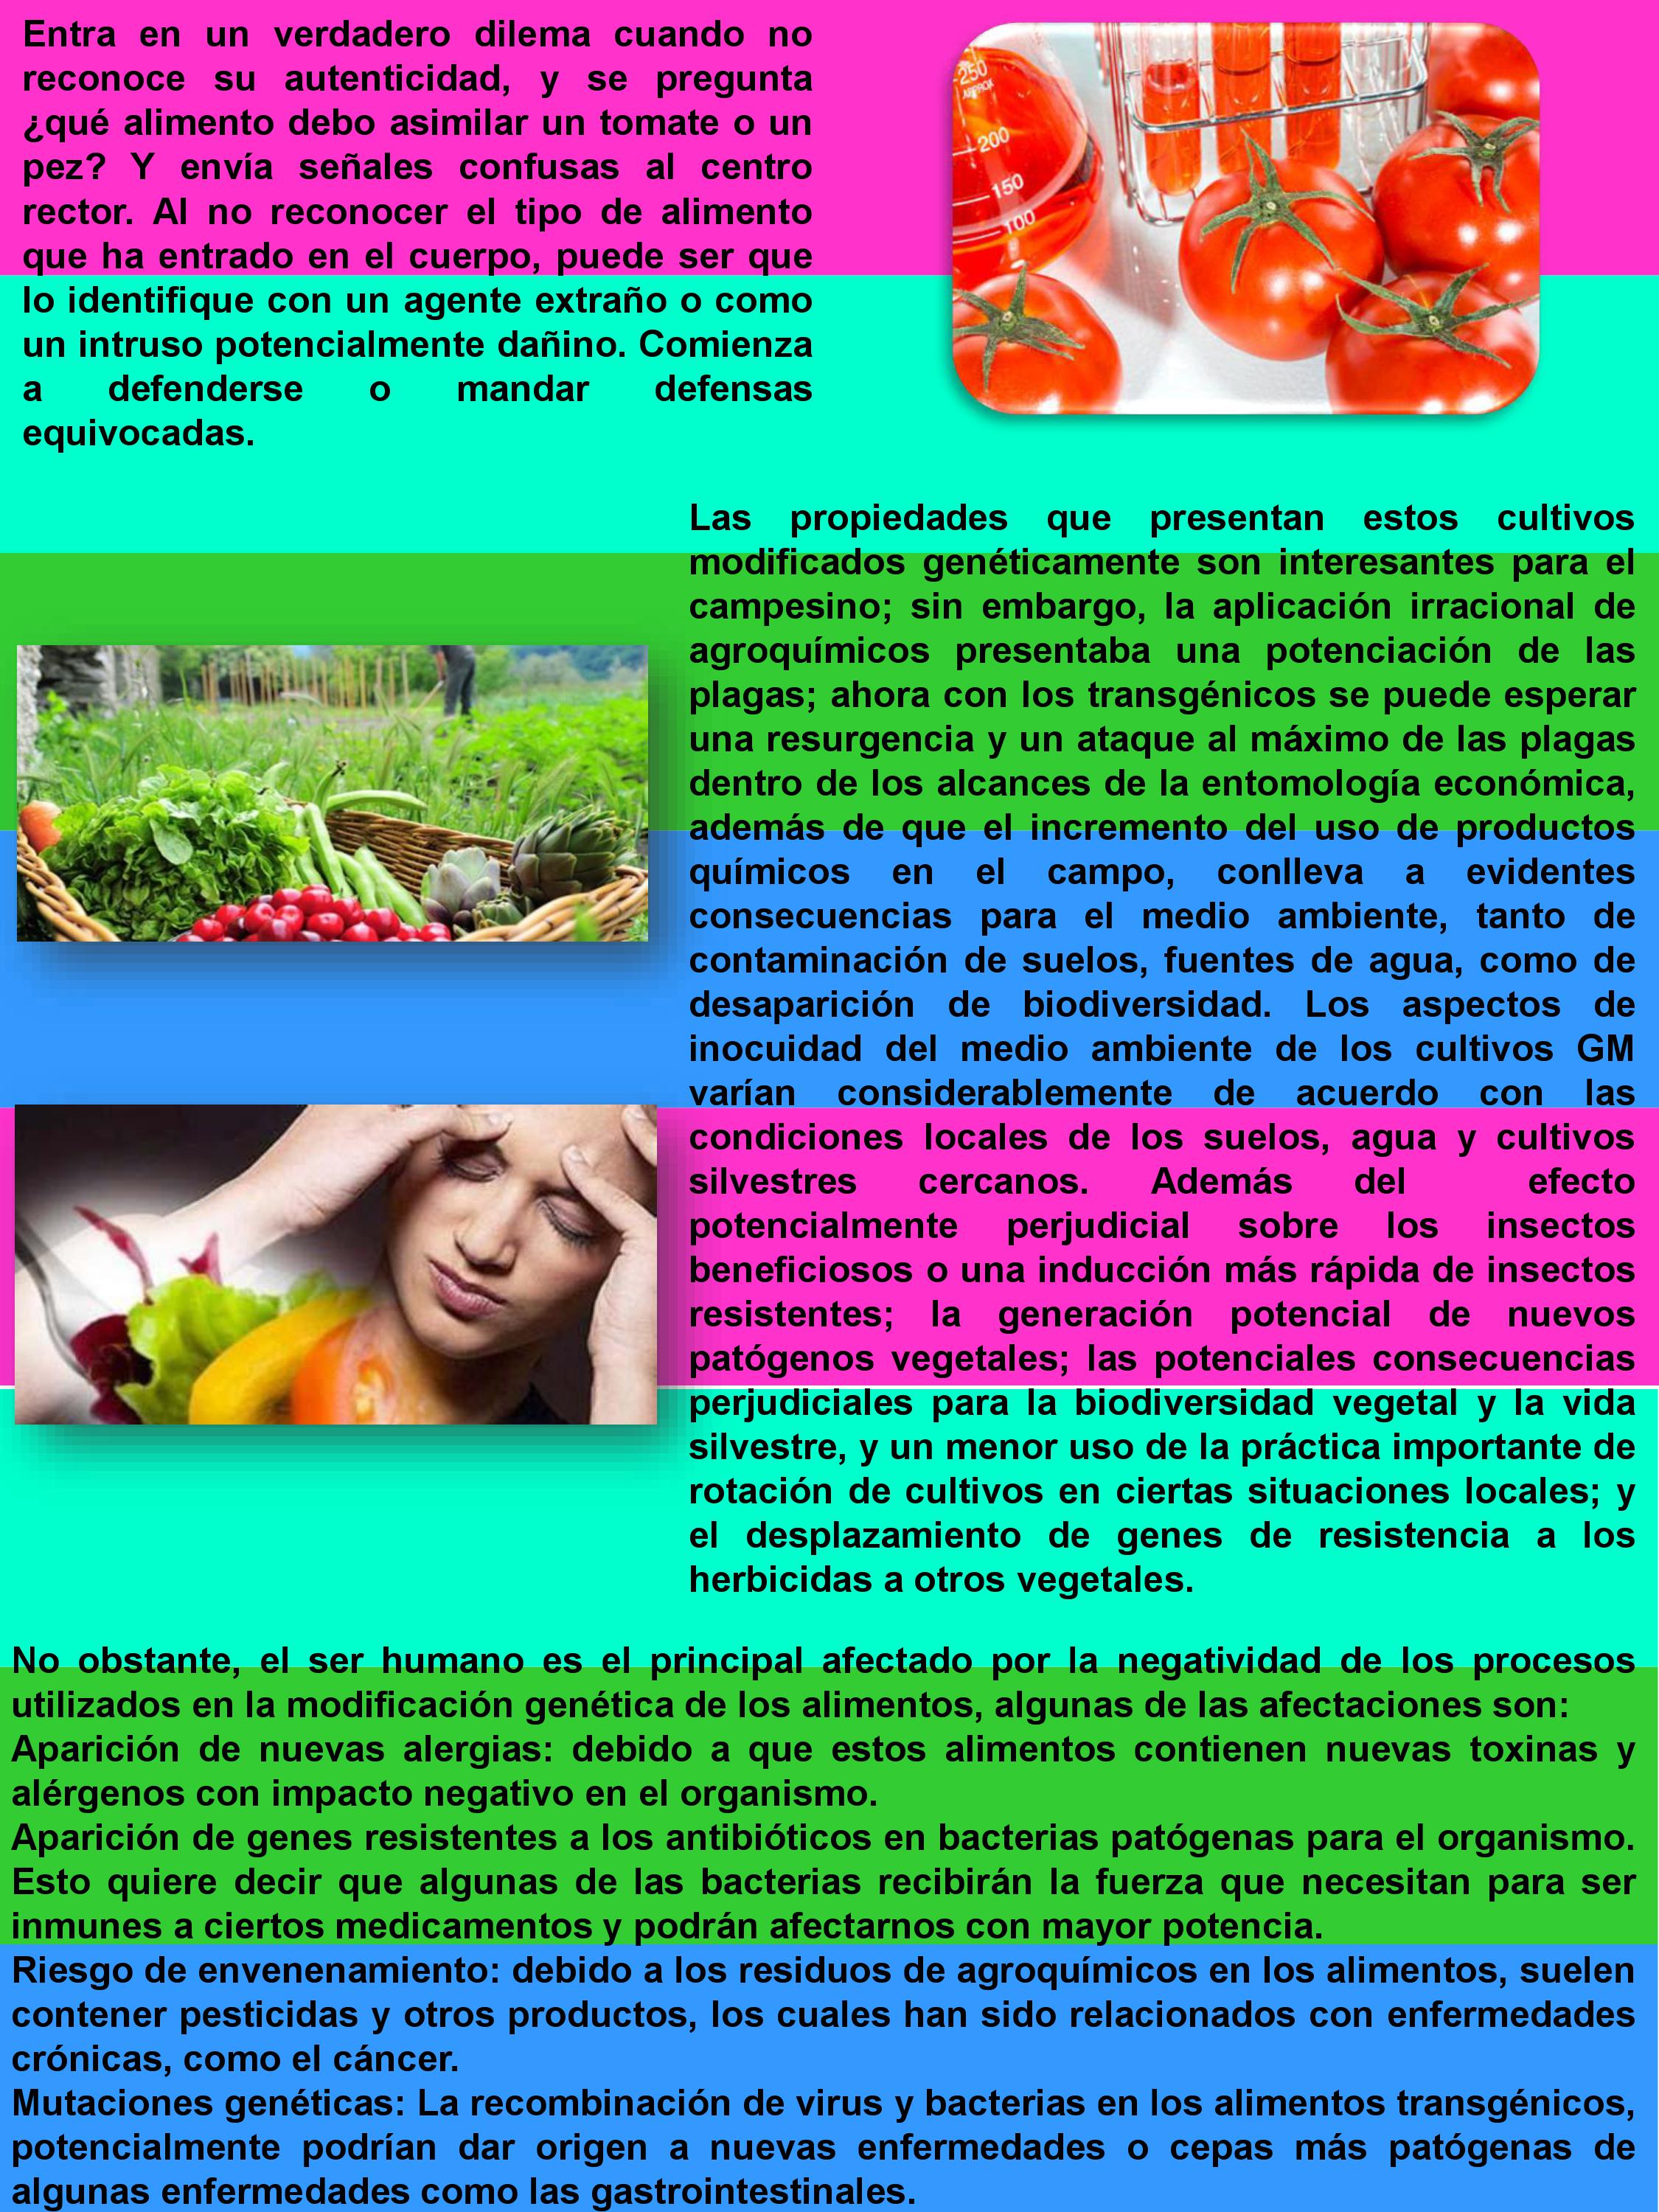 Entra en un verdadero dilema cuando no
reconoce su autenticidad, y se pregunta
¿qué alimento debo asimilar un tomate o un
pez? Y envía señales confusas al centro
rector. Al no reconocer el tipo de alimento
que ha entrado en el cuerpo, puede ser que
lo identifique con un agente extraño o como
un intruso potencialmente dañino. Comienza
a defenderse o mandar defensas
equivocadas.
250
APPROX
200
150
100
Las propiedades que presentan estos cultivos
modificados genéticamente son interesantes para el
campesino; sin embargo, la aplicación irracional de
agroquímicos presentaba una potenciación de las
plagas; ahora con los transgénicos se puede esperar
una resurgencia y un ataque al máximo de las plagas
dentro de los alcances de la entomología económica,
además de que el incremento del uso de productos
químicos en el campo, conlleva a evidentes
consecuencias para el medio ambiente, tanto de
contaminación de suelos, fuentes de agua, como de
desaparición de biodiversidad. Los aspectos de
inocuidad del medio ambiente de los cultivos GM
varían considerablemente de acuerdo con las
condiciones locales de los suelos, agua y cultivos
silvestres cercanos. Además del efecto
potencialmente perjudicial sobre los insectos
beneficiosos o una inducción más rápida de insectos
resistentes; la generación potencial de nuevos
patógenos vegetales; las potenciales consecuencias
perjudiciales para la biodiversidad vegetal y la vida
silvestre, y un menor uso de la práctica importante de
rotación de cultivos en ciertas situaciones locales; y
el desplazamiento de genes de resistencia a los
herbicidas a otros vegetales.
No obstante, el ser humano es el principal afectado por la negatividad de los procesos
utilizados en la modificación genética de los alimentos, algunas de las afectaciones son:
Aparición de nuevas alergias: debido a que estos alimentos contienen nuevas toxinas y
alérgenos con impacto negativo en el organismo.
Aparición de genes resistentes a los antibióticos en bacterias patógenas para el organismo.
Esto quiere decir que algunas de las bacterias recibirán la fuerza que necesitan para ser
inmunes a ciertos medicamentos y podrán afectarnos con mayor potencia.
Riesgo de envenenamiento: debido a los residuos de agroquímicos en los alimentos, suelen
contener pesticidas y otros productos, los cuales han sido relacionados con enfermedades
crónicas, como el cáncer.
Mutaciones genéticas: La recombinación de virus y bacterias en los alimentos transgénicos,
potencialmente podrían dar origen a nuevas enfermedades o cepas más patógenas de
algunas enfermedades como las gastrointestinales.